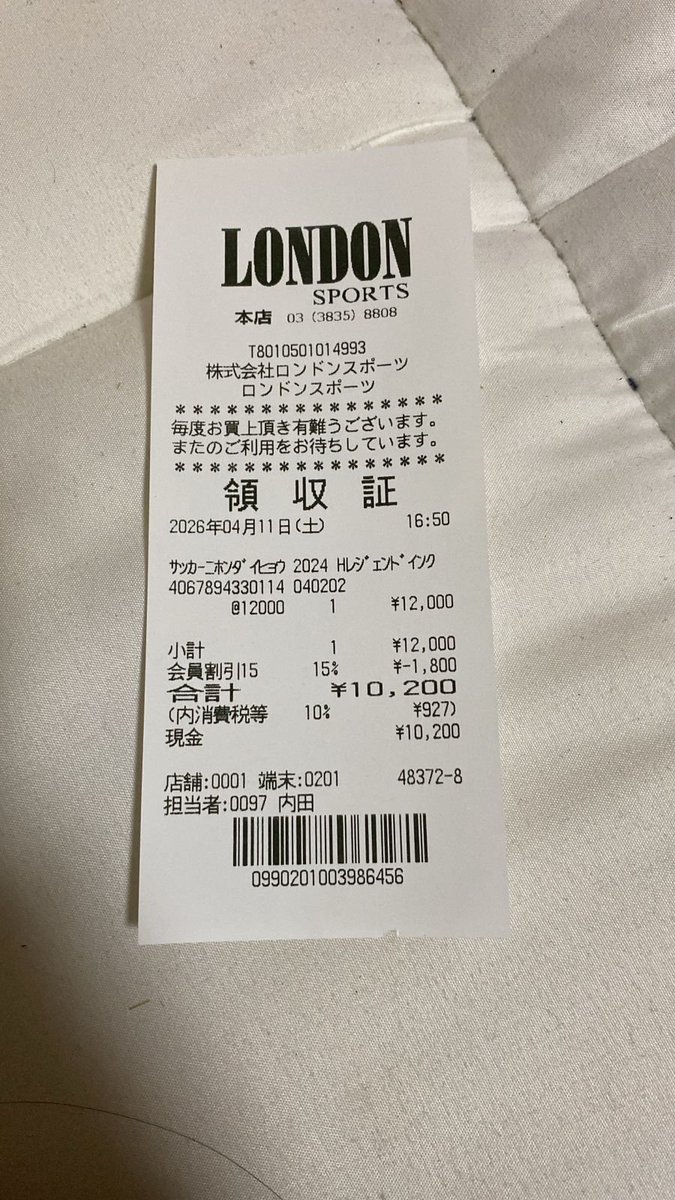 LONDON
SPORTS
本店 03 (3835) 8808
T8010501014993
株式会社ロンドンスポーツ
ロンドンスポーツ
****************
毎度お買上頂き有難うございます。
またのご利用をお待ちしています。
****************
領 収 証
2026年04月11日(土) 16:50
サッカーニホンダイヒョウ 2024 Hレジェンドインク
4067894330114 040202
@12000 1 ¥12,000
小計 1 ¥12,000
会員割引15 15% ¥-1,800
合計 ¥10,200
(内消費税等 10% ¥927)
現金 ¥10,200
店舗:0001 端末:0201 48372-8
担当者:0097 内田
0990201003986456